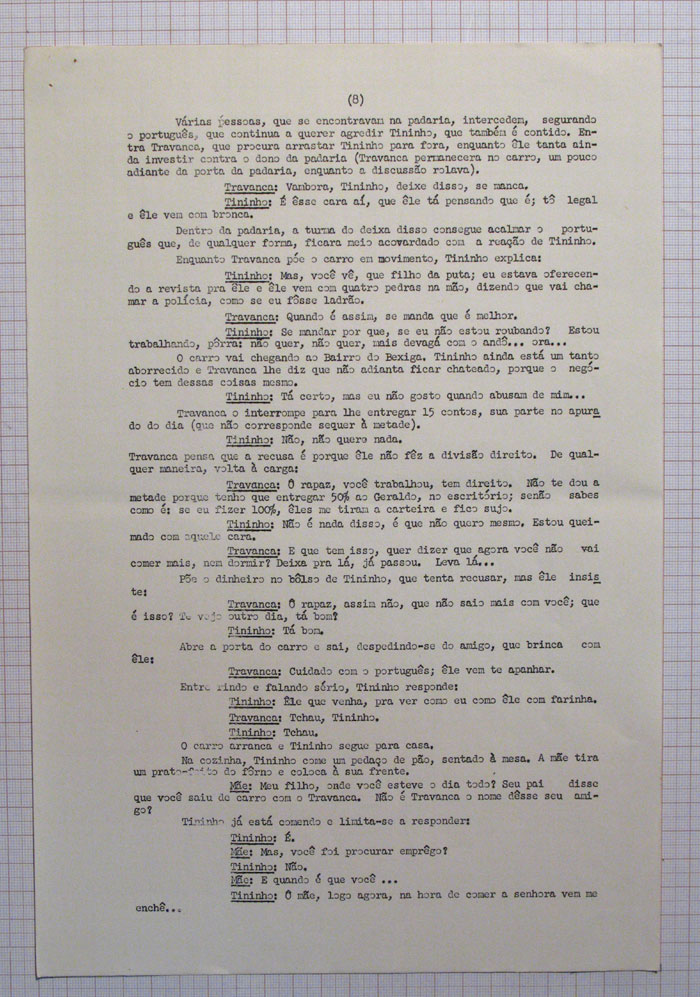 (8)
Várias pessoas, que se encontravam na padaria, intercedem, segurando
o português, que continua a querer agredir Tininho, que também é contido. En-
tra Travanca, que procura arrastar Tininho para fora, enquanto êle tanta ain-
da investir contra o dono da padaria (Travanca permanecera no carro, um pouco
adiante da porta da padaria, enquanto a discussão rolava).
Travanca: Vambora, Tininho, deixe disso, se manca.
Tininho: É êsse cara aí, que êle tá pensando que é; tô legal
e êle vem com bronca.
Dentro da padaria, a turma do deixa disso consegue acalmar o portu-
guês que, de qualquer forma, ficara meio acovardado com a reação de Tininho.
Enquanto Travanca põe o carro em movimento, Tininho explica:
Tininho: Mas, você vê, que filho da puta; eu estava oferecen-
do a revista pra êle e êle vem com quatro pedras na mão, dizendo que vai cha-
mar a polícia, como se eu fôsse ladrão.
Travanca: Quando é assim, se manda que é melhor.
Tininho: Se mandar por que, se eu não estou roubando? Estou
trabalhando, pôrra: não quer, não quer, mais devagá com o andô... ora...
O carro vai chegando ao Bairro do Bexiga. Tininho ainda está um tanto
aborrecido e Travanca lhe diz que não adianta ficar chateado, porque o negó-
cio tem dessas coisas mesmo.
Tininho: Tá certo, mas eu não gosto quando abusam de mim...
Travanca o interrompe para lhe entregar 15 contos, sua parte no apura
do do dia (que não corresponde sequer à metade).
Tininho: Não, não quero nada.
Travanca pensa que a recusa é porque êle não fêz a divisão direito. De qual-
quer maneira, volta à carga:
Travanca: Ô rapaz, você trabalhou, tem direito. Não te dou a
metade porque tenho que entregar 50% ao Geraldo, no escritório; senão sabes
como é: se eu fizer 100%, êles me tiram a carteira e fico sujo.
Tininho: Não é nada disso, é que não quero mesmo. Estou quei-
mado com aquele cara.
Travanca: E que tem isso, quer dizer que agora você não vai
comer mais, nem dormir? Deixa pra lá, já passou. Leva lá...
Põe o dinheiro no bôlso de Tininho, que tenta recusar, mas êle insis
te:
Travanca: Ô rapaz, assim não, que não saio mais com você; que
é isso? Te vejo outro dia, tá bom?
Tininho: Tá bom.
Abre a porta do carro e sai, despedindo-se do amigo, que brinca com
êle:
Travanca: Cuidado com o português; êle vem te apanhar.
Entre rindo e falando sério, Tininho responde:
Tininho: Êle que venha, pra ver como eu como êle com farinha.
Travanca: Tchau, Tininho.
Tininho: Tchau.
O carro arranca e Tininho segue para casa.
Na cozinha, Tininho come um pedaço de pão, sentado à mesa. A mãe tira
um prato-feito do fôrno e coloca à sua frente.
Mãe: Meu filho, onde você esteve o dia todo? Seu pai disse
que você saiu de carro com o Travanca. Não é Travanca o nome dêsse seu ami-
go?
Tininho já está comendo e limita-se a responder:
Tininho: É.
Mãe: Mas, você foi procurar emprêgo?
Tininho: Não.
Mãe: E quando é que você ...
Tininho: Ô mãe, logo agora, na hora de comer a senhora vem me
enchê...